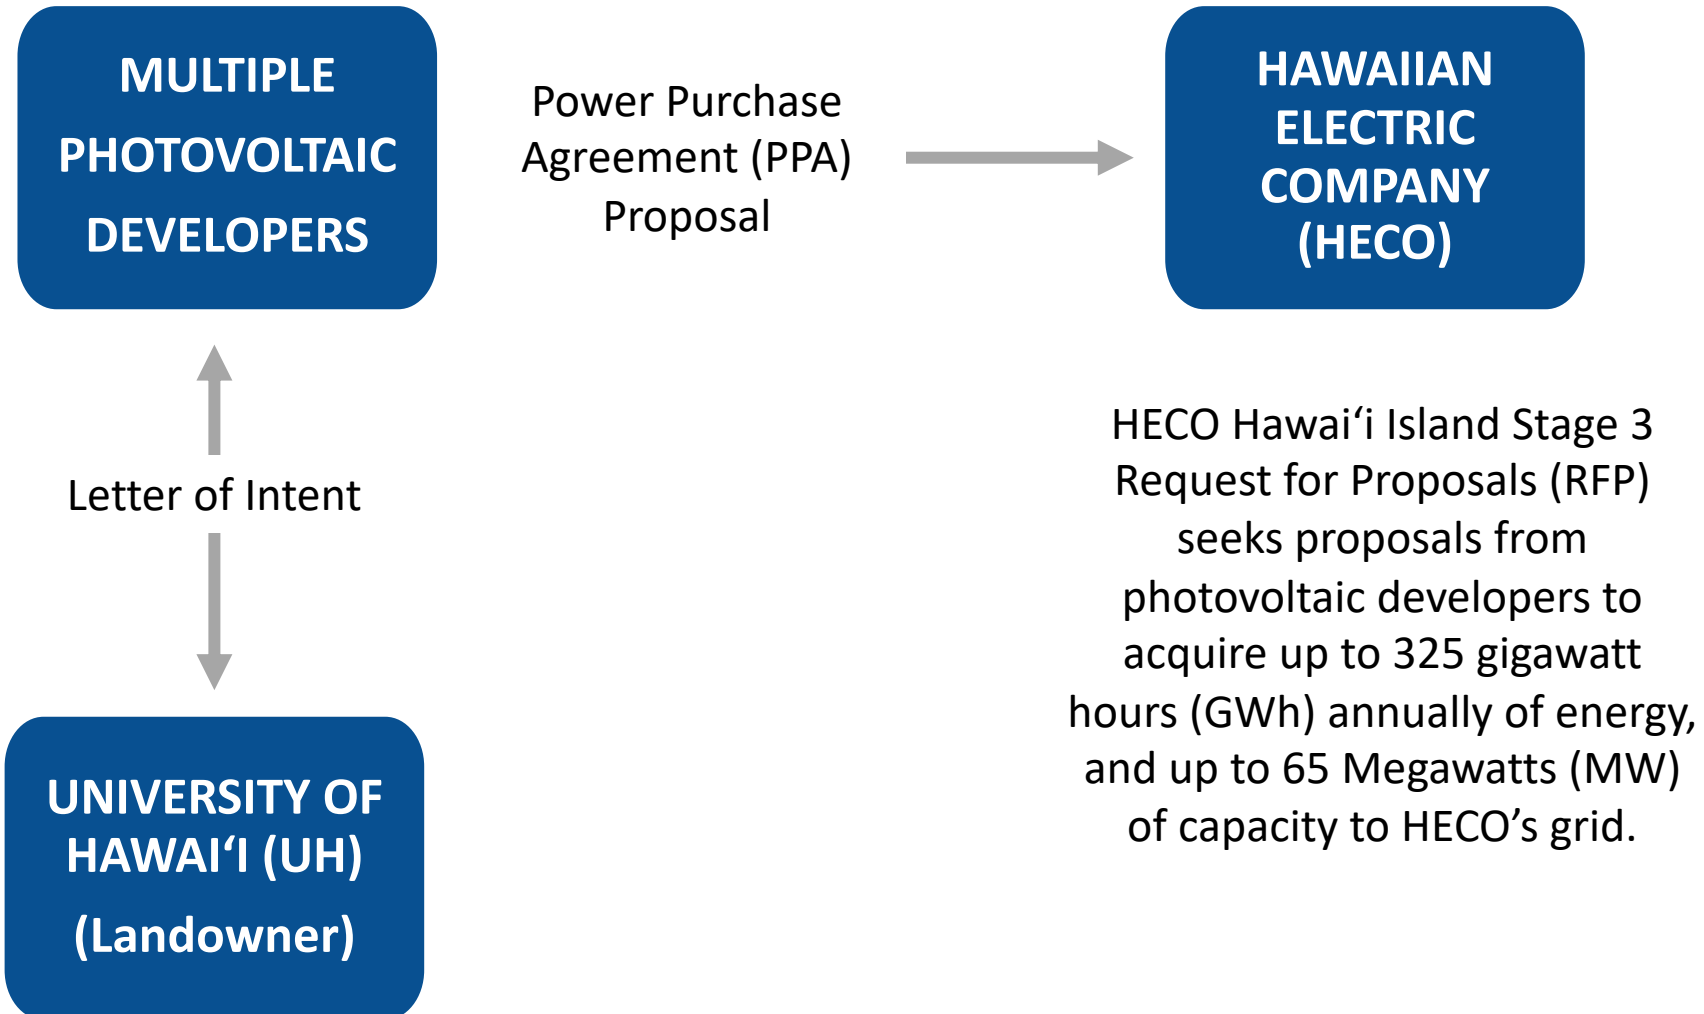 MULTIPLE
PHOTOVOLTAIC
DEVELOPERS
Power Purchase
Agreement (PPA)
Proposal
HAWAIIAN
ELECTRIC
COMPANY
(HECO)
Letter of Intent
UNIVERSITY OF
HAWAI‘I (UH)
(Landowner)
HECO Hawai‘i Island Stage 3
Request for Proposals (RFP)
seeks proposals from
photovoltaic developers to
acquire up to 325 gigawatt
hours (GWh) annually of energy,
and up to 65 Megawatts (MW)
of capacity to HECO’s grid.